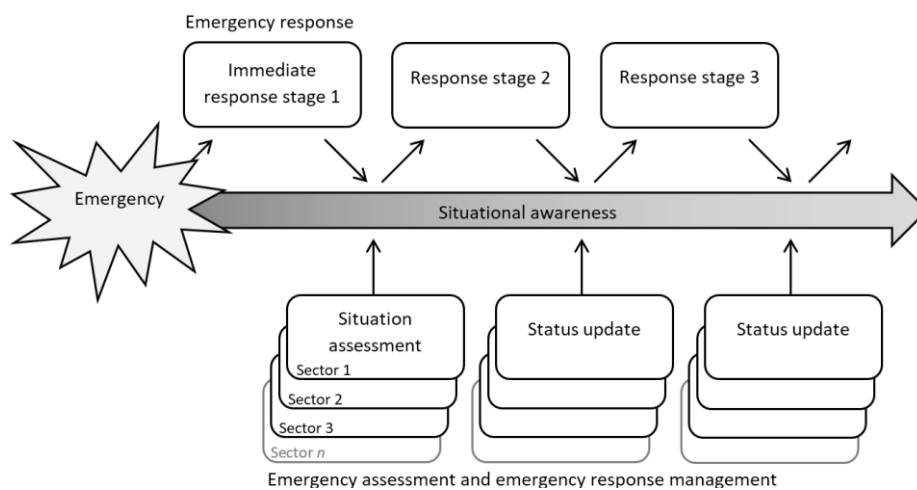 Emergency response
Immediate
response stage 1
Response stage 2
Response stage 3
Emergency
Situational awareness
Situation
assessment
Sector 1
Sector 2
Sector 3
Sector n
Status update
Status update
Emergency assessment and emergency response management